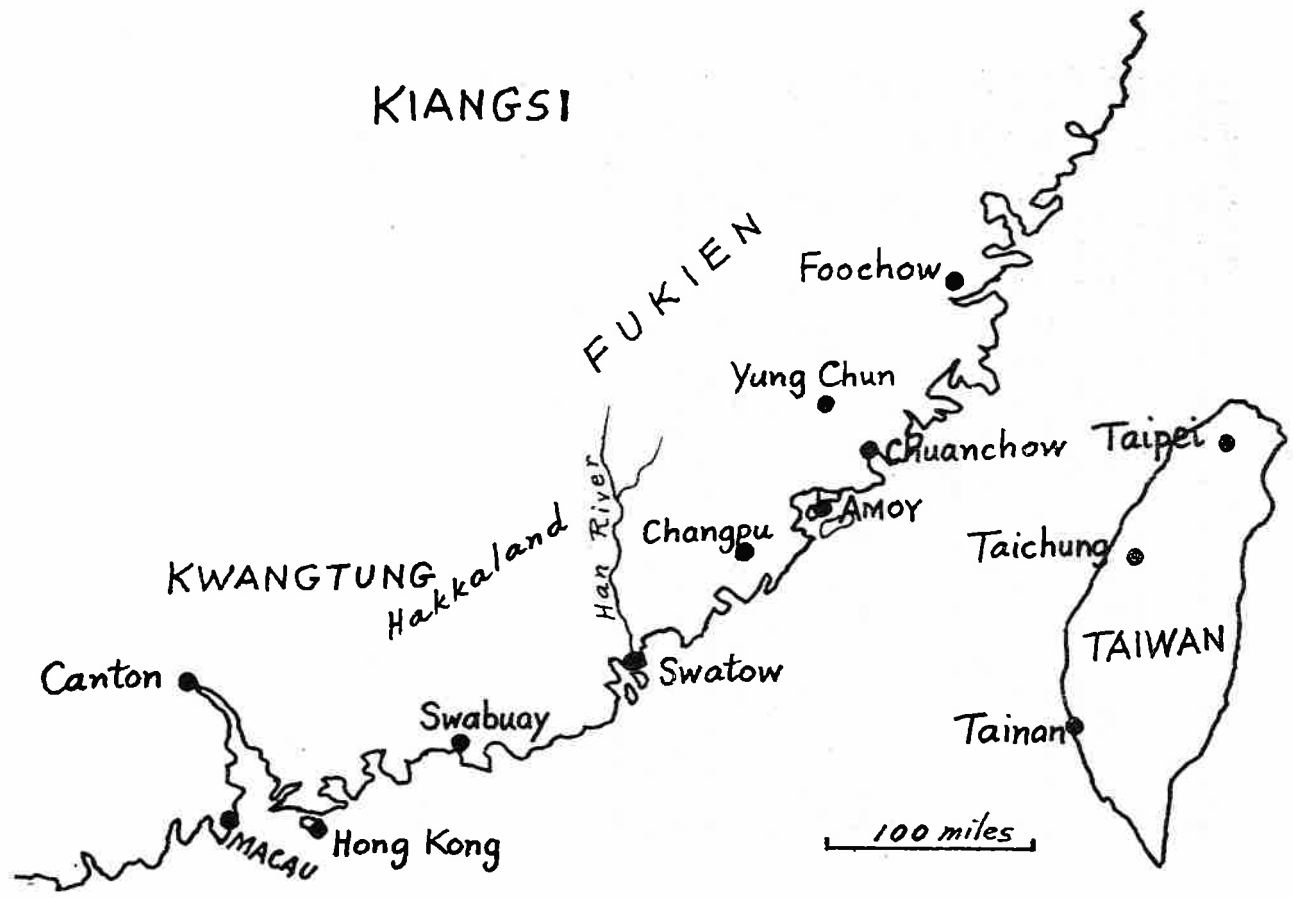 KIANGSI
FUKIEN
Foochow
Yung Chun
Chuanchow
Taipei
AMOY
Changpu
Taichung
Han River
Hakkaland
KWANGTUNG
TAIWAN
Canton
Swatow
Swabuay
Tainan
Hong Kong
MACAU
100 miles